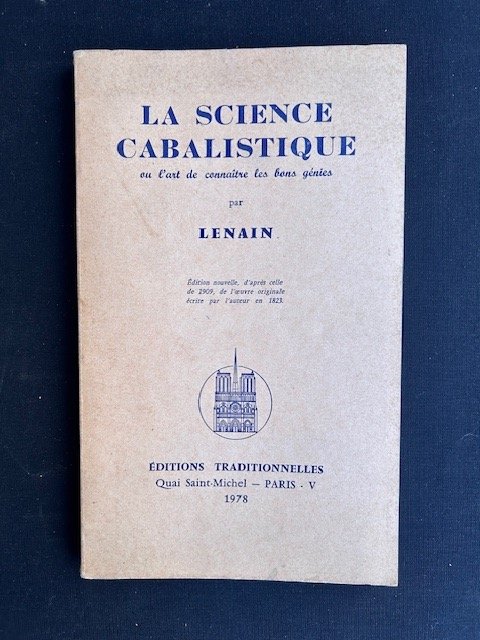 LA SCIENCE
CABALISTIQUE
ou l'art de connaître les bons génies
par
LENAIN
Édition nouvelle, d'après celle
de 2909, de l'œuvre originale
écrite par l'auteur en 1823.
ÉDITIONS TRADITIONNELLES
Quai Saint-Michel — PARIS - V
1978